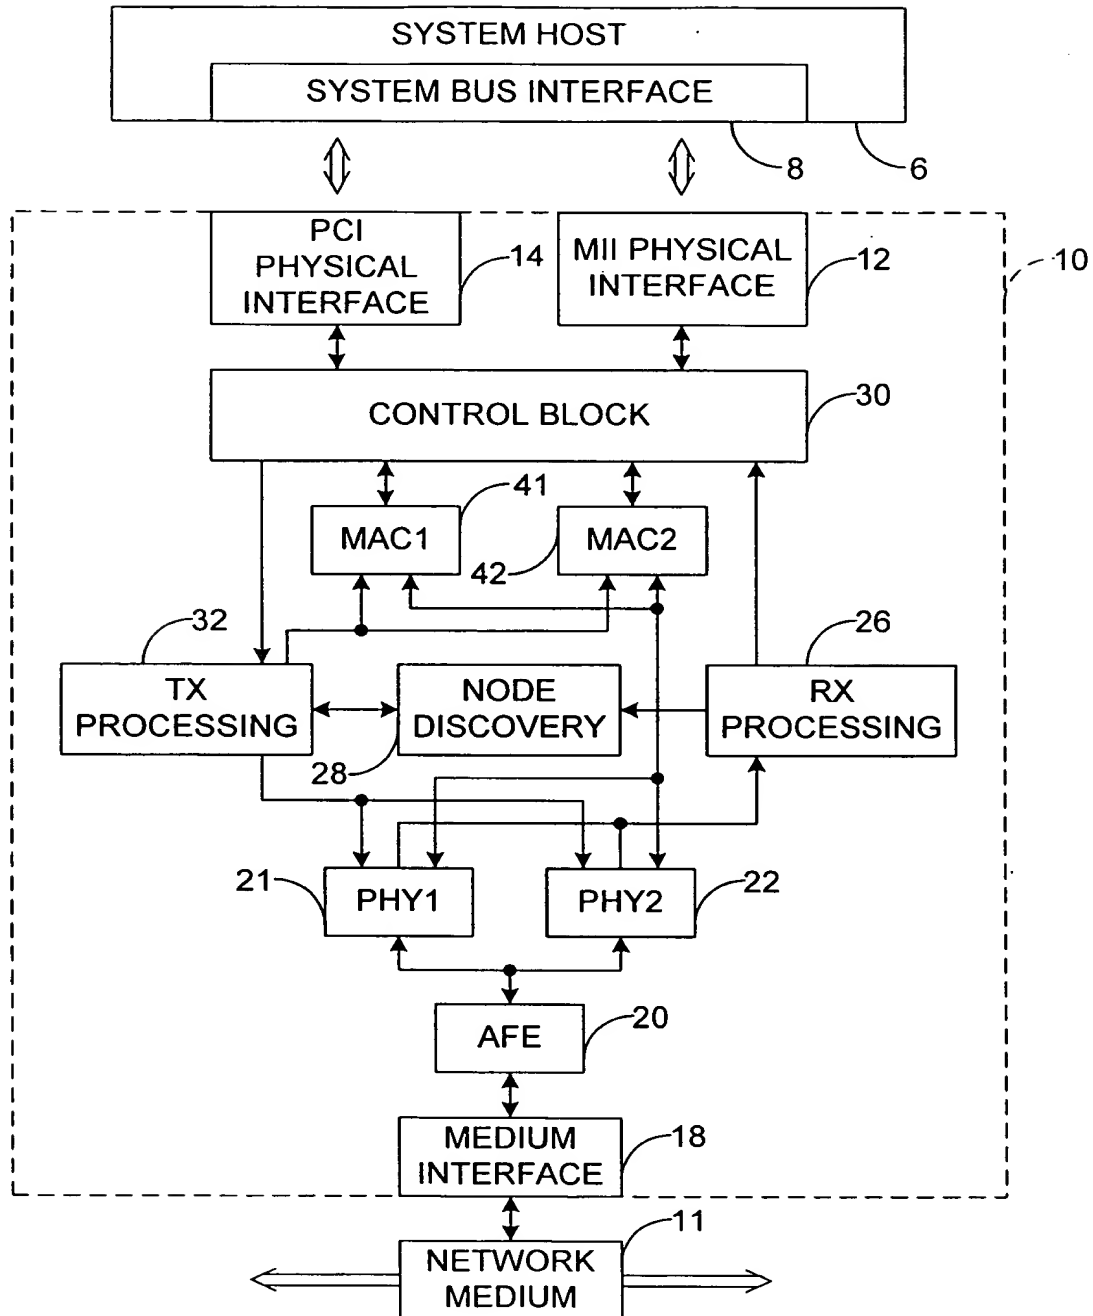 SYSTEM HOST
SYSTEM BUS INTERFACE
8
6
PCI
PHYSICAL
INTERFACE
14
MII PHYSICAL
INTERFACE
12
10
CONTROL BLOCK
30
41
MAC1
MAC2
42
32
26
TX
PROCESSING
NODE
DISCOVERY
RX
PROCESSING
28
21
PHY1
PHY2
22
AFE
20
MEDIUM
INTERFACE
18
11
NETWORK
MEDIUM